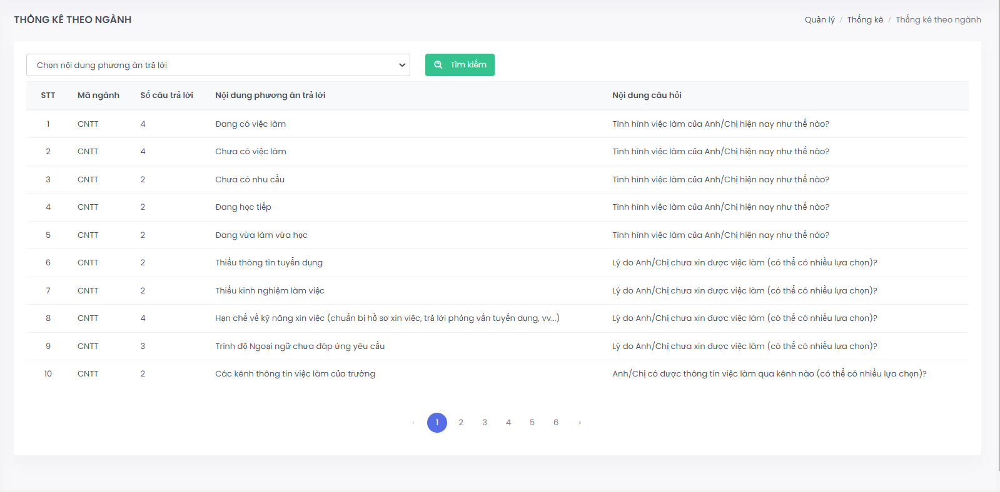 THỐNG KÊ THEO NGÀNH
Quản lý / Thống kê / Thống kê theo ngành
Chọn nội dung phương án trả lời
Tìm kiếm
STT Mã ngành Số câu trả lời Nội dung phương án trả lời Nội dung câu hỏi
1 CNTT 4 Đang có việc làm Tình hình việc làm của Anh/Chị hiện nay như thế nào?
2 CNTT 4 Chưa có việc làm Tình hình việc làm của Anh/Chị hiện nay như thế nào?
3 CNTT 2 Chưa có nhu cầu Tình hình việc làm của Anh/Chị hiện nay như thế nào?
4 CNTT 2 Đang học tiếp Tình hình việc làm của Anh/Chị hiện nay như thế nào?
5 CNTT 2 Đang vừa làm vừa học Tình hình việc làm của Anh/Chị hiện nay như thế nào?
6 CNTT 2 Thiếu thông tin tuyển dụng Lý do Anh/Chị chưa xin được việc làm (có thể có nhiều lựa chọn)?
7 CNTT 2 Thiếu kinh nghiệm làm việc Lý do Anh/Chị chưa xin được việc làm (có thể có nhiều lựa chọn)?
8 CNTT 4 Hạn chế về kỹ năng xin việc (chuẩn bị hồ sơ xin việc, trả lời phỏng vấn tuyển dụng, vv...) Lý do Anh/Chị chưa xin được việc làm (có thể có nhiều lựa chọn)?
9 CNTT 3 Trình độ Ngoại ngữ chưa đáp ứng yêu cầu Lý do Anh/Chị chưa xin được việc làm (có thể có nhiều lựa chọn)?
10 CNTT 2 Các kênh thông tin việc làm của trường Anh/Chị có được thông tin việc làm qua kênh nào (có thể có nhiều lựa chọn)?
‹ 1 2 3 4 5 6 ›